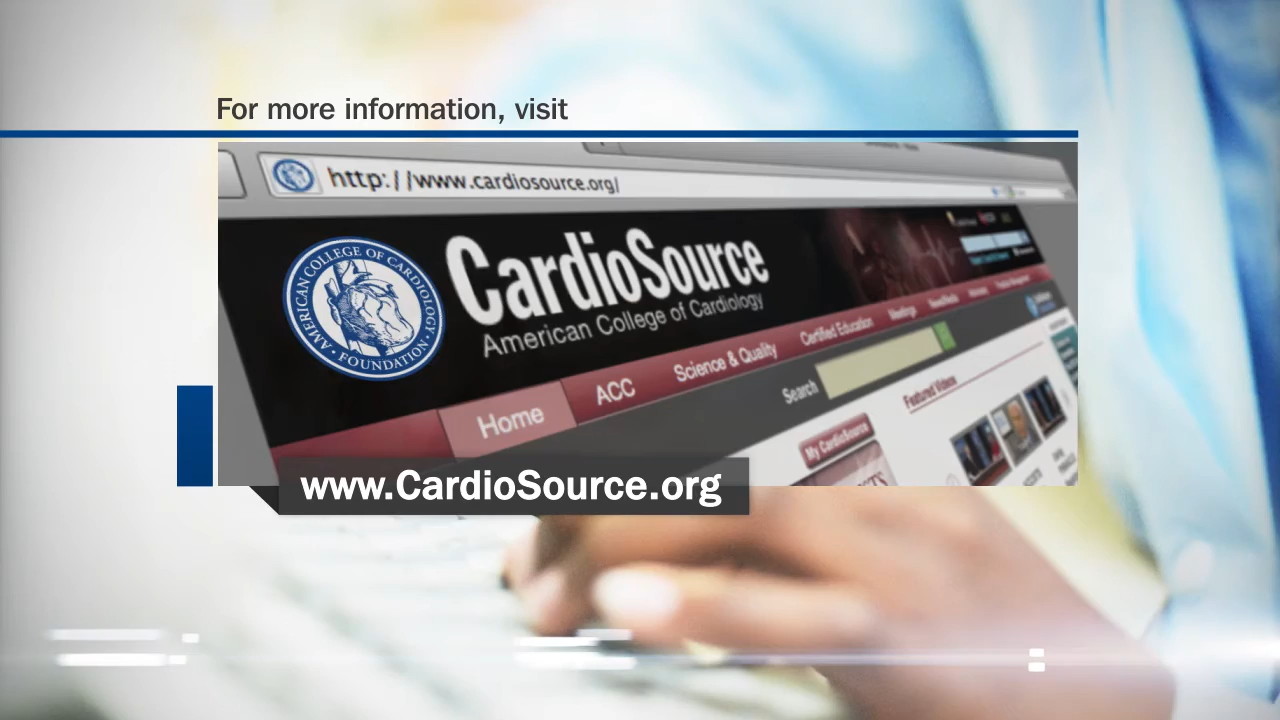 For more information, visit
http://www.cardiosource.org/
AMERICAN COLLEGE OF CARDIOLOGY
FOUNDATION
CardioSource
American College of Cardiology
Home
ACC
Science & Quality
Certified Education
Meetings
Search
Featured Videos
My CardioSource
www.CardioSource.org